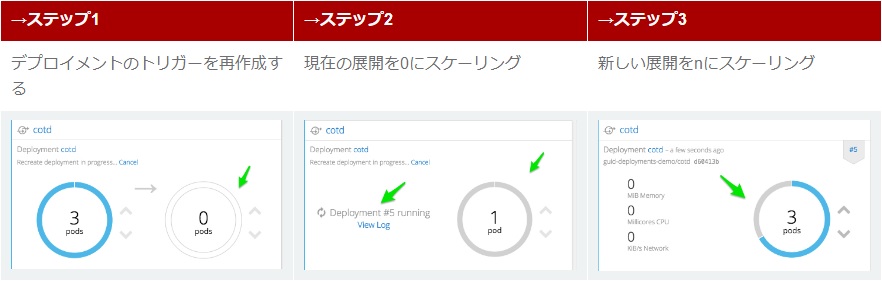 →ステップ1
→ステップ2
→ステップ3
デプロイメントのトリガーを再作成す
る
現在の展開を0にスケーリング
新しい展開をnにスケーリング
cotd
Deployment cotd
Recreate deployment in progress... Cancel
3
pods
0
pods
cotd
Deployment cotd
Recreate deployment in progress... Cancel
Deployment #5 running
View Log
1
pod
cotd
Deployment cotd - a few seconds ago
#5
guid-deployments-demo/cotd d60413b
0
MiB Memory
0
Millicores CPU
0
KiB/s Network
3
pods